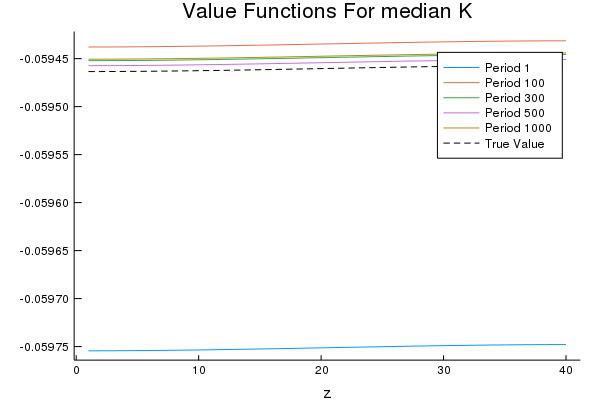 Value Functions For median K
-0.05945
-0.05950
-0.05955
-0.05960
-0.05965
-0.05970
-0.05975
Period 1
Period 100
Period 300
Period 500
Period 1000
True Value
0 10 20 30 40
z